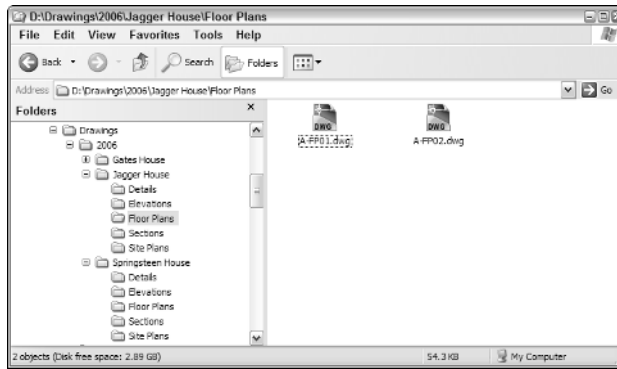 D:\Drawings\2006\Jagger House\Floor Plans
File Edit View Favorites Tools Help
Back Search Folders
Address D:\Drawings\2006\Jagger House\Floor Plans Go
Folders
Drawings
2006
Gates House
Jagger House
Details
Elevations
Floor Plans
Sections
Site Plans
Springsteen House
Details
Elevations
Floor Plans
Sections
Site Plans
DWG DWG
A-FP01.dwg A-FP02.dwg
2 objects (Disk free space: 2.89 GB) 54.3 KB My Computer